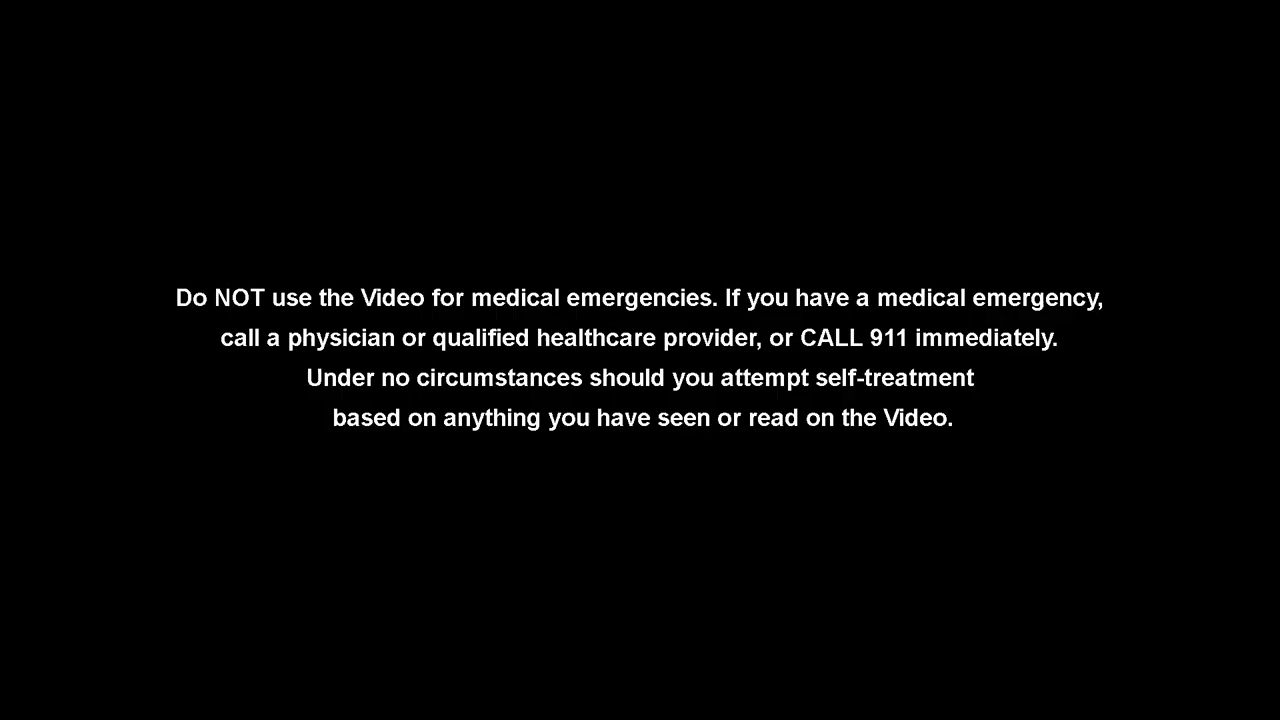 Do NOT use the Video for medical emergencies. If you have a medical emergency,
call a physician or qualified healthcare provider, or CALL 911 immediately.
Under no circumstances should you attempt self-treatment
based on anything you have seen or read on the Video.